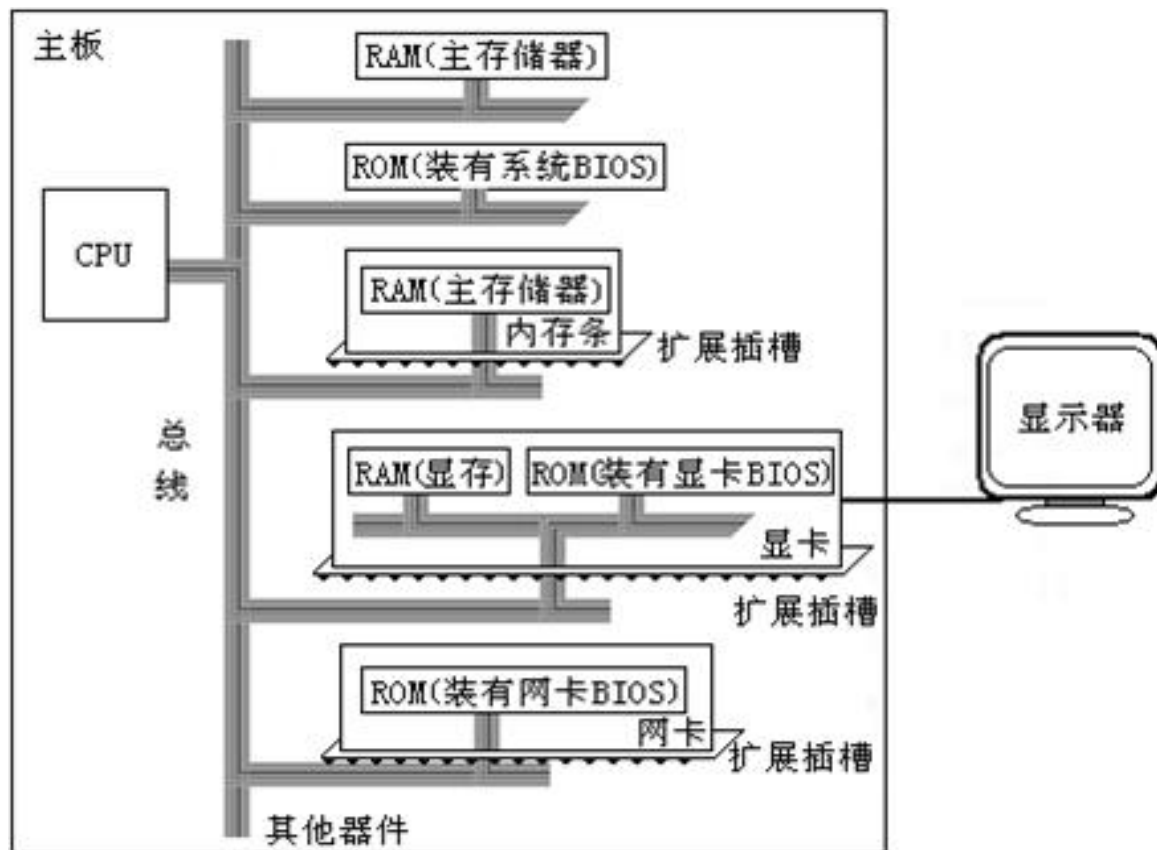 主板
RAM(主存储器)
ROM(装有系统BIOS)
CPU
RAM(主存储器)
内存条
扩展插槽
总线
RAM(显存)
ROM(装有显卡BIOS)
显卡
扩展插槽
显示器
ROM(装有网卡BIOS)
网卡
扩展插槽
其他器件